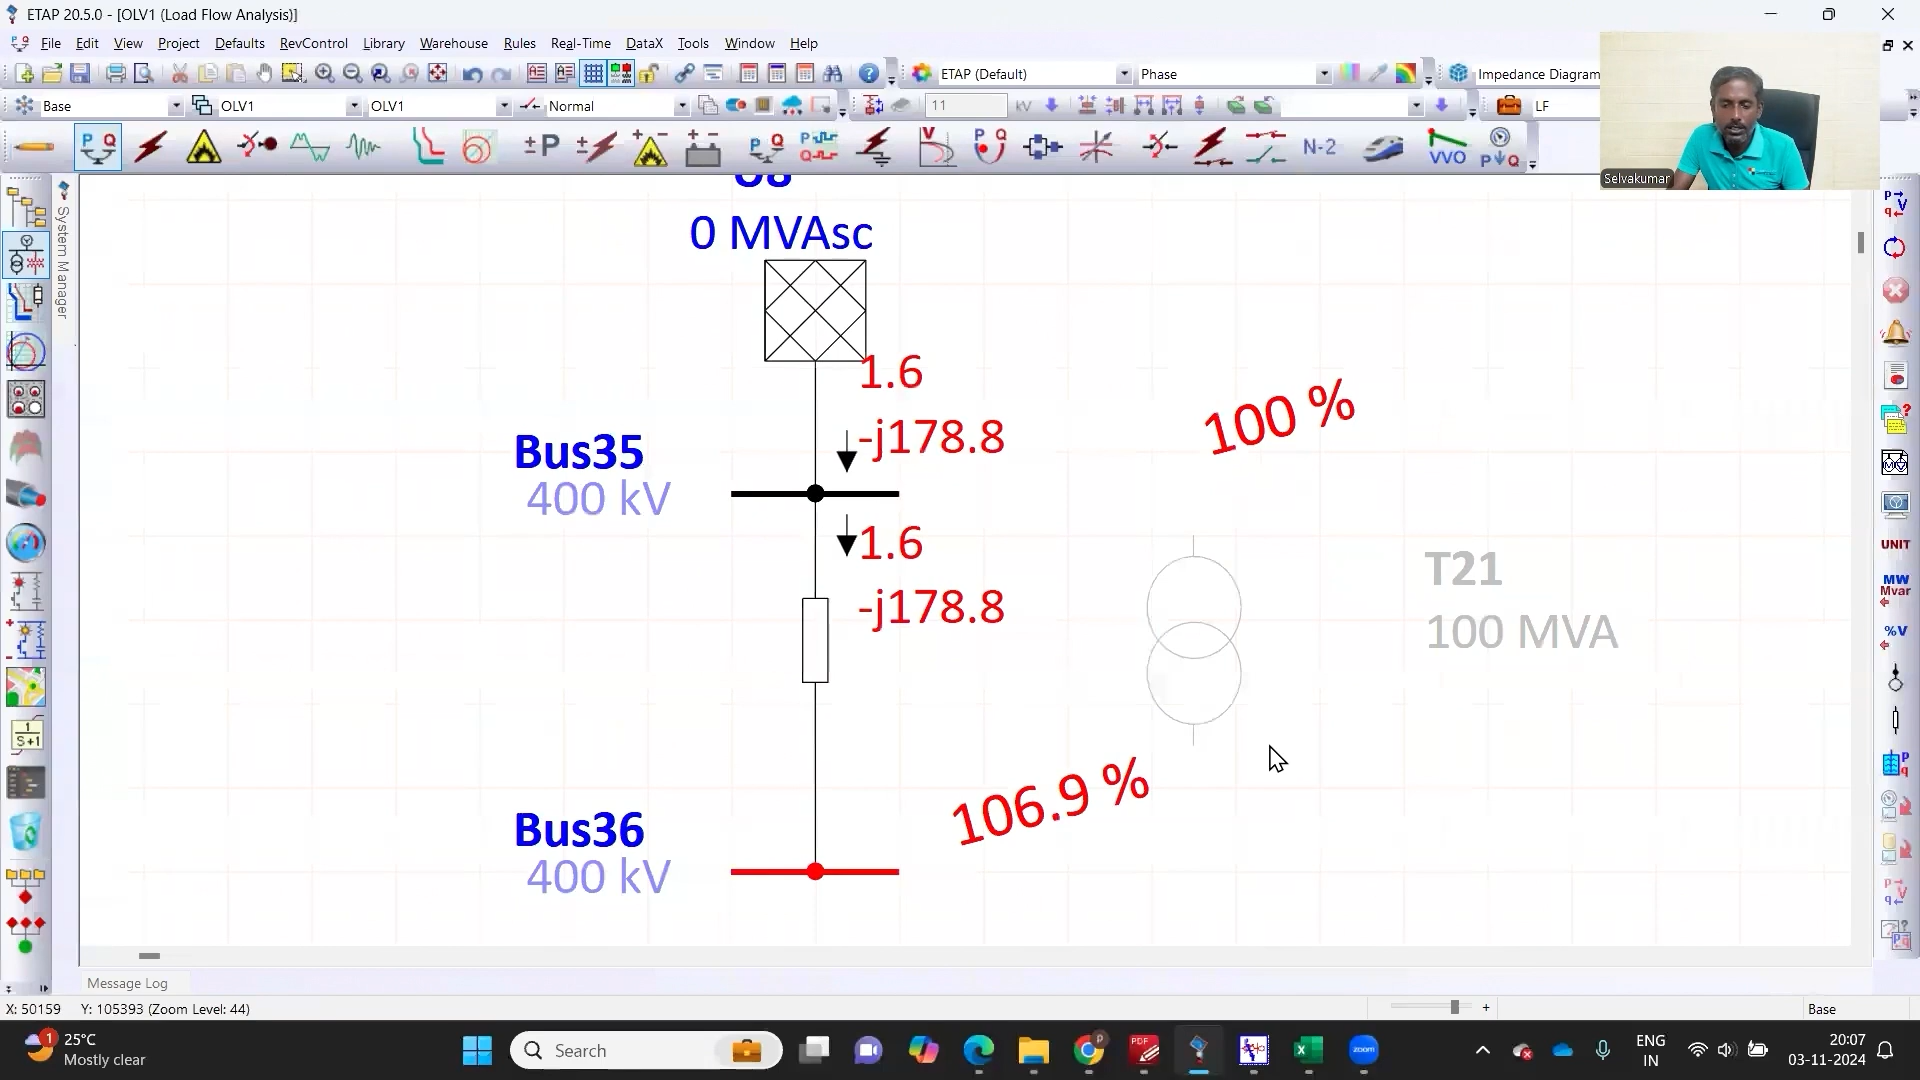 ETAP 20.5.0 - [OLV1 (Load Flow Analysis)]
File Edit View Project Defaults RevControl Library Warehouse Rules Real-Time DataX Tools Window Help
ETAP (Default) Phase Impedance Diagram
Base OLV1 OLV1 Normal 11 kV LF
P Q ±P N-2 VVO
Selvakumar
System Manager
0 MVAsc
1.6
-j178.8
100 %
Bus35
400 kV
1.6
-j178.8
T21
100 MVA
106.9 %
Bus36
400 kV
UNIT
MW
Mvar
%V
Message Log
X: 50159 Y: 105393 (Zoom Level: 44)
Base
25°C
Mostly clear
Search
PDF
zoom
ENG
IN
20:07
03-11-2024